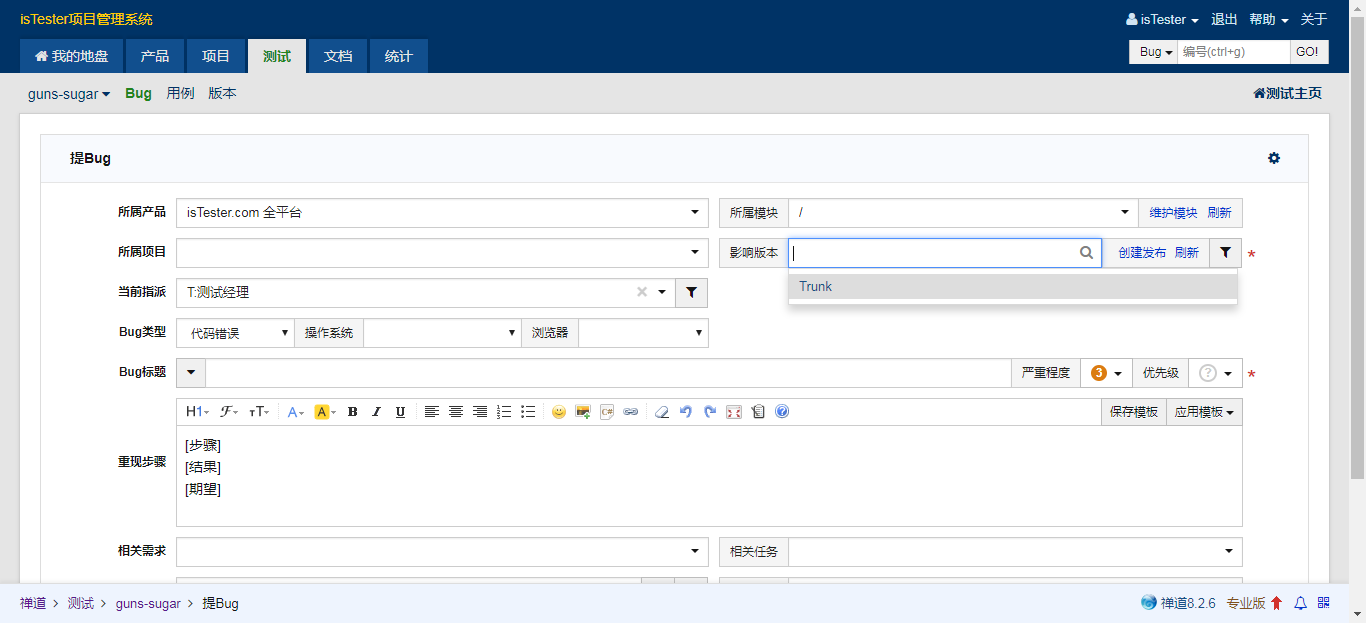 isTester项目管理系统
isTester 退出 帮助 关于
我的地盘 产品 项目 测试 文档 统计
Bug 编号(ctrl+g) GO!
guns-sugar Bug 用例 版本 测试主页
提Bug
所属产品 isTester.com 全平台 所属模块 / 维护模块 刷新
所属项目 影响版本 创建发布 刷新 *
当前指派 T:测试经理 Trunk
Bug类型 代码错误 操作系统 浏览器
Bug标题 严重程度 3 优先级 ? *
H1 F TT A A B I U C# ? 保存模板 应用模板
重现步骤
[步骤]
[结果]
[期望]
相关需求 相关任务
禅道 测试 guns-sugar 提Bug 禅道8.2.6 专业版